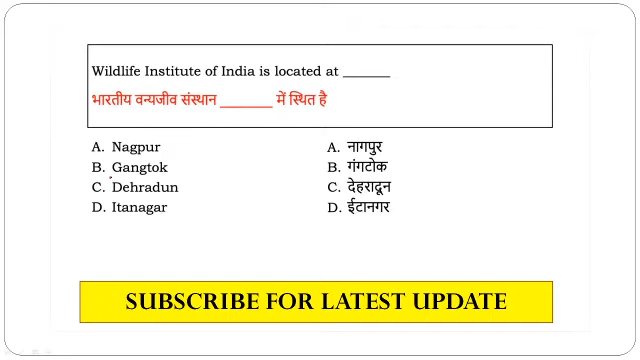 Wildlife Institute of India is located at _______
भारतीय वन्यजीव संस्थान ________ में स्थित है
A. Nagpur A. नागपुर
B. Gangtok B. गंगटोक
C. Dehradun C. देहरादून
D. Itanagar D. ईटानगर
SUBSCRIBE FOR LATEST UPDATE